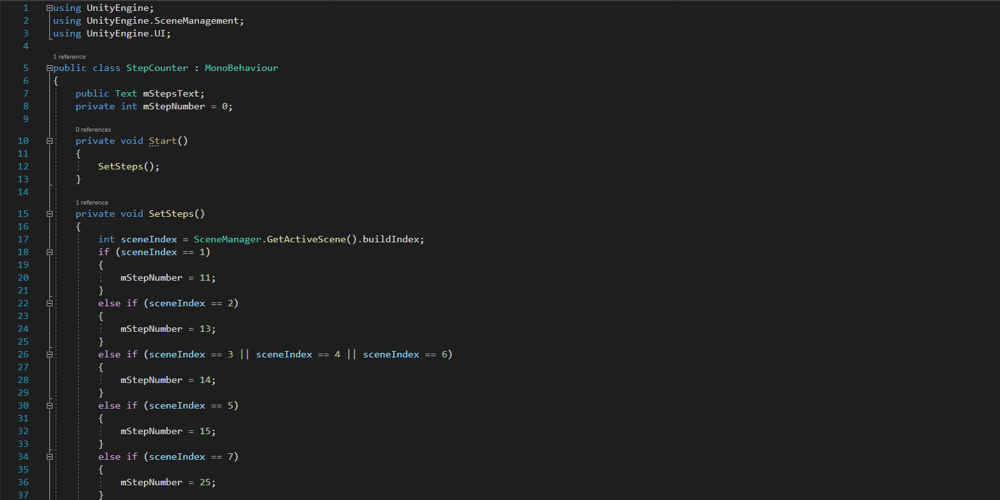 1 using UnityEngine;
2 using UnityEngine.SceneManagement;
3 using UnityEngine.UI;
4
1 reference
5 public class StepCounter : MonoBehaviour
6 {
7 public Text mStepsText;
8 private int mStepNumber = 0;
9
0 references
10 private void Start()
11 {
12 SetSteps();
13 }
14
1 reference
15 private void SetSteps()
16 {
17 int sceneIndex = SceneManager.GetActiveScene().buildIndex;
18 if (sceneIndex == 1)
19 {
20 mStepNumber = 11;
21 }
22 else if (sceneIndex == 2)
23 {
24 mStepNumber = 13;
25 }
26 else if (sceneIndex == 3 || sceneIndex == 4 || sceneIndex == 6)
27 {
28 mStepNumber = 14;
29 }
30 else if (sceneIndex == 5)
31 {
32 mStepNumber = 15;
33 }
34 else if (sceneIndex == 7)
35 {
36 mStepNumber = 25;
37 }